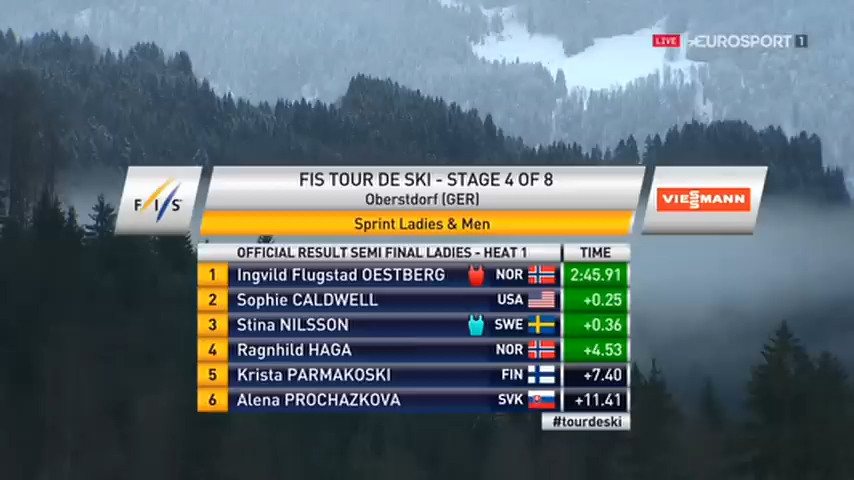 LIVE EUROSPORT 1
FIS TOUR DE SKI - STAGE 4 OF 8
Oberstdorf (GER)
Sprint Ladies & Men
F I S
VIESSMANN
OFFICIAL RESULT SEMI FINAL LADIES - HEAT 1 TIME
1 Ingvild Flugstad OESTBERG NOR 2:45.91
2 Sophie CALDWELL USA +0.25
3 Stina NILSSON SWE +0.36
4 Ragnhild HAGA NOR +4.53
5 Krista PARMAKOSKI FIN +7.40
6 Alena PROCHAZKOVA SVK +11.41
#tourdeski